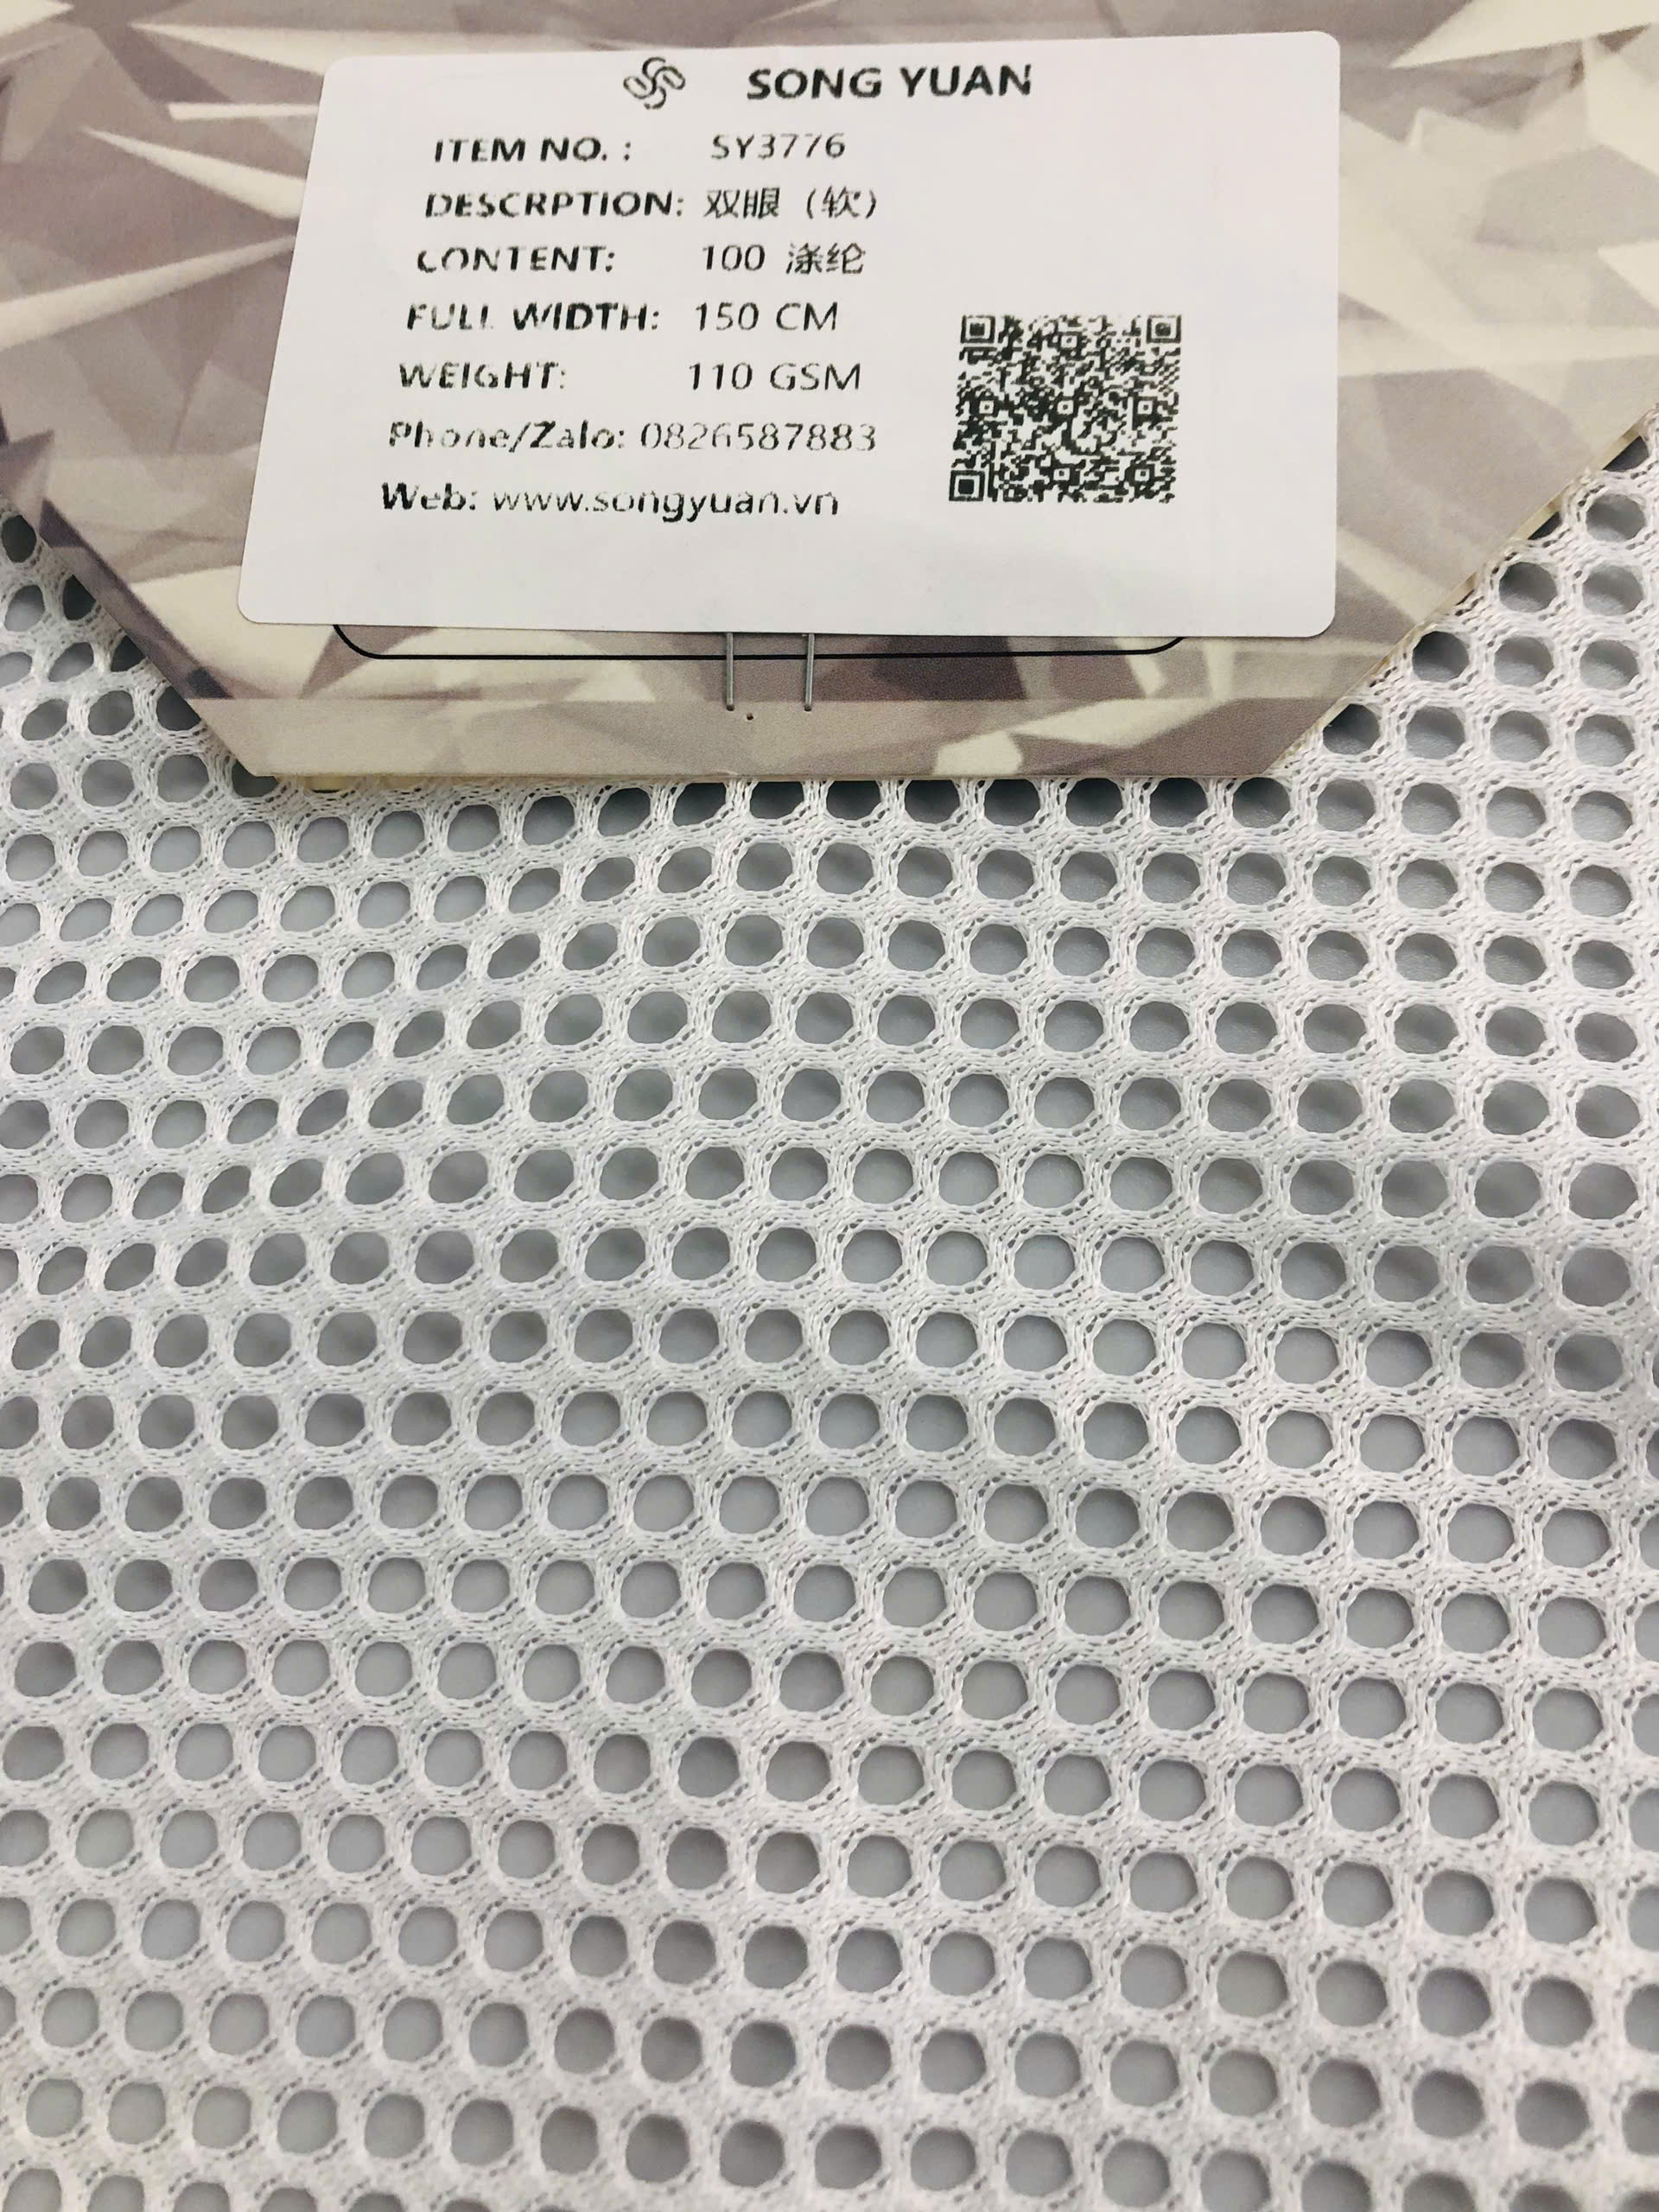 SONG YUAN
ITEM NO. : SY3776
DESCRPTION: 双眼（软）
CONTENT: 100 涤纶
FULL WIDTH: 150 CM
WEIGHT: 110 GSM
Phone/Zalo: 0826587883
Web: www.songyuan.vn